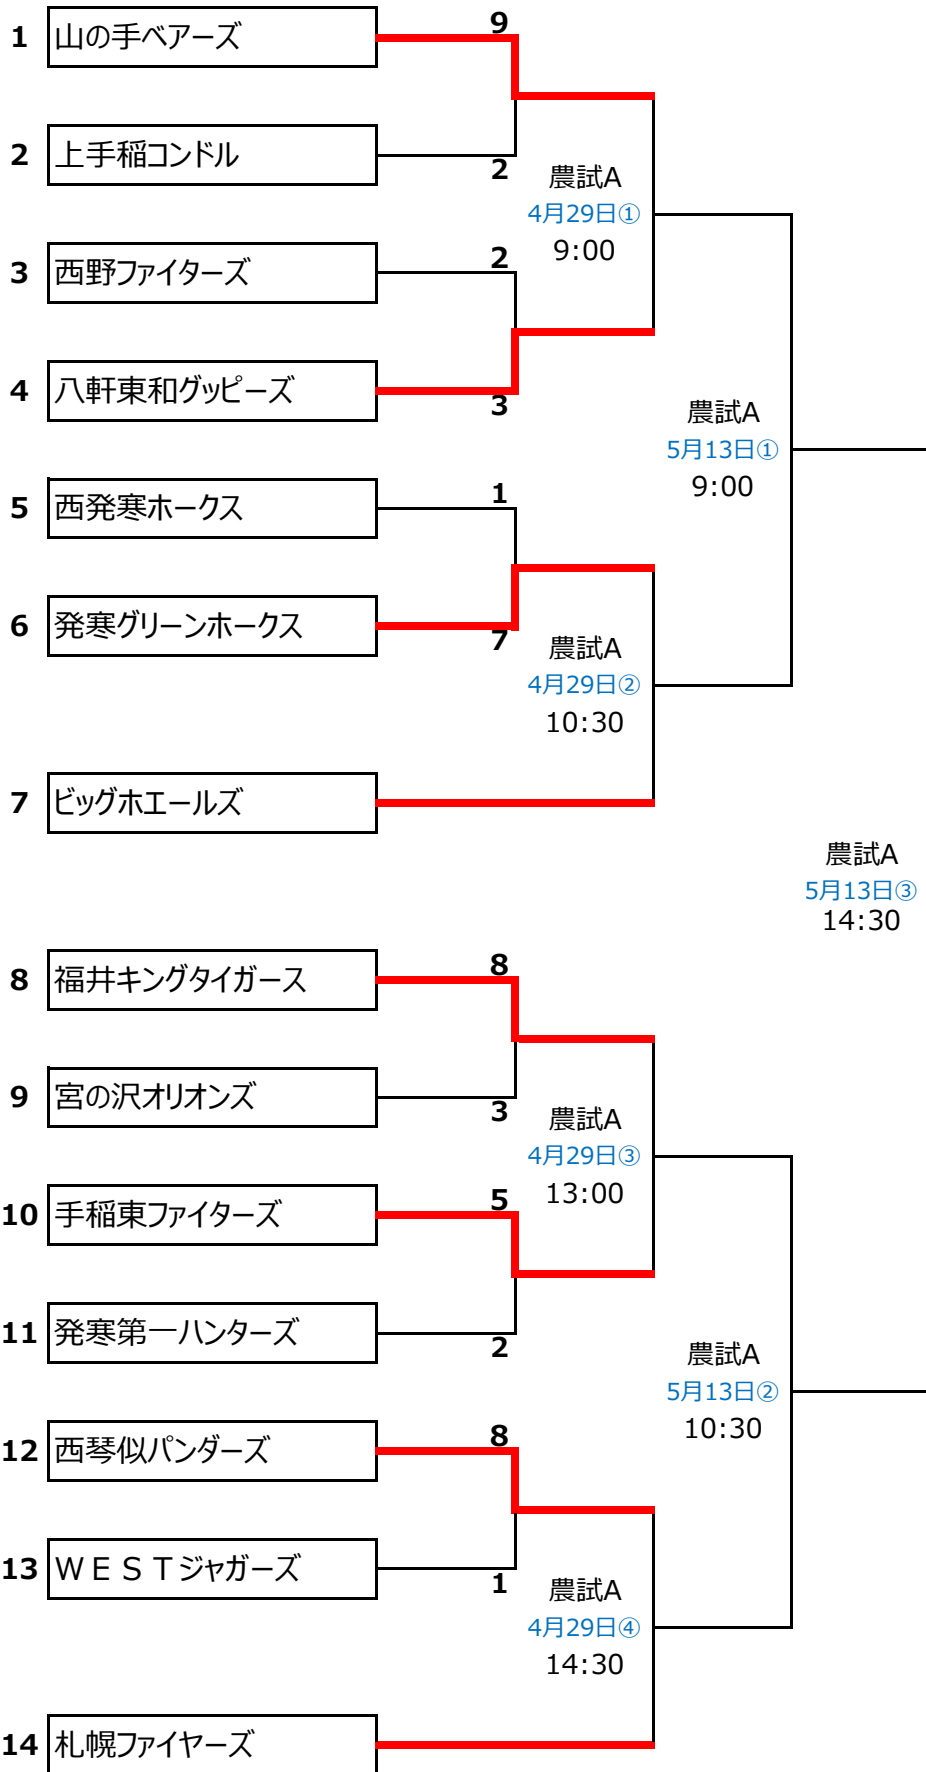 9
1 山の手ベアーズ
2 上手稲コンドル
2
農試A
4月29日①
9:00
3 西野ファイターズ
2
4 八軒東和グッピーズ
3
農試A
5月13日①
9:00
5 西発寒ホークス
1
6 発寒グリーンホークス
7
農試A
4月29日②
10:30
7 ビッグホエールズ
農試A
5月13日③
14:30
8 福井キングタイガース
8
9 宮の沢オリオンズ
3
農試A
4月29日③
13:00
10 手稲東ファイターズ
5
11 発寒第一ハンターズ
2
農試A
5月13日②
10:30
12 西琴似パンダーズ
8
13 ＷＥＳＴジャガーズ
1
農試A
4月29日④
14:30
14 札幌ファイヤーズ